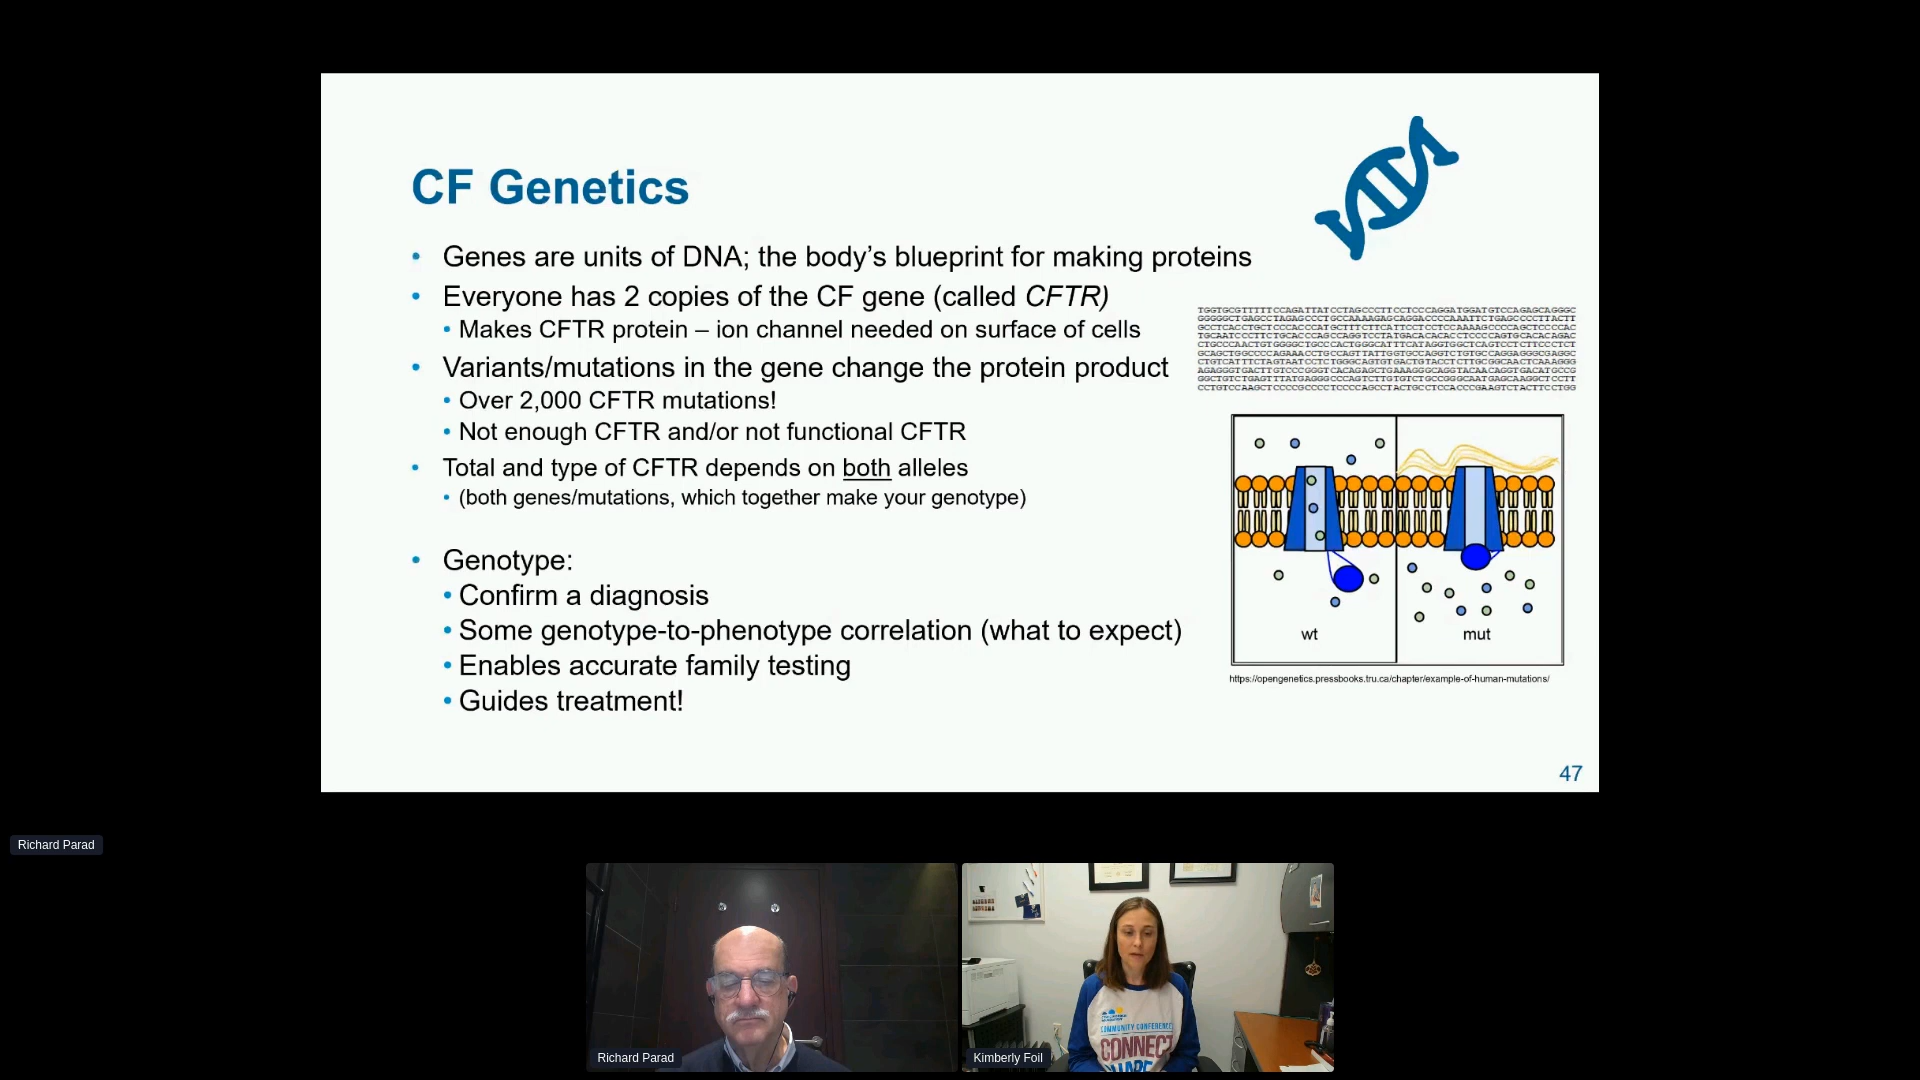 CF Genetics
• Genes are units of DNA; the body’s blueprint for making proteins
• Everyone has 2 copies of the CF gene (called CFTR)
• Makes CFTR protein – ion channel needed on surface of cells
• Variants/mutations in the gene change the protein product
• Over 2,000 CFTR mutations!
• Not enough CFTR and/or not functional CFTR
• Total and type of CFTR depends on both alleles
• (both genes/mutations, which together make your genotype)
• Genotype:
• Confirm a diagnosis
• Some genotype-to-phenotype correlation (what to expect)
• Enables accurate family testing
• Guides treatment!
wt
mut
https://opengenetics.pressbooks.tru.ca/chapter/example-of-human-mutations/
47
Richard Parad
Richard Parad
Kimberly Foil
COMMUNITY CONFERENCE
CONNECT